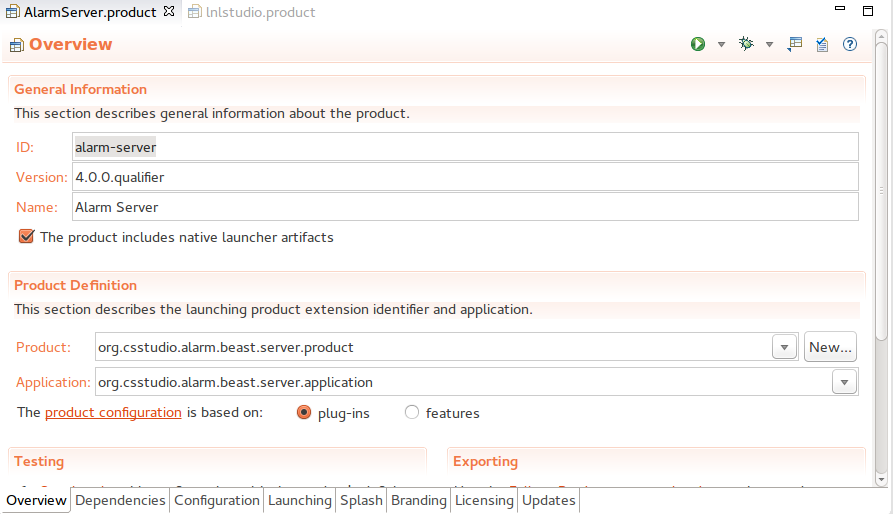 AlarmServer.product lnlstudio.product
Overview
General Information
This section describes general information about the product.
ID: alarm-server
Version: 4.0.0.qualifier
Name: Alarm Server
The product includes native launcher artifacts
Product Definition
This section describes the launching product extension identifier and application.
Product: org.csstudio.alarm.beast.server.product New...
Application: org.csstudio.alarm.beast.server.application
The product configuration is based on: plug-ins features
Testing Exporting
Overview Dependencies Configuration Launching Splash Branding Licensing Updates